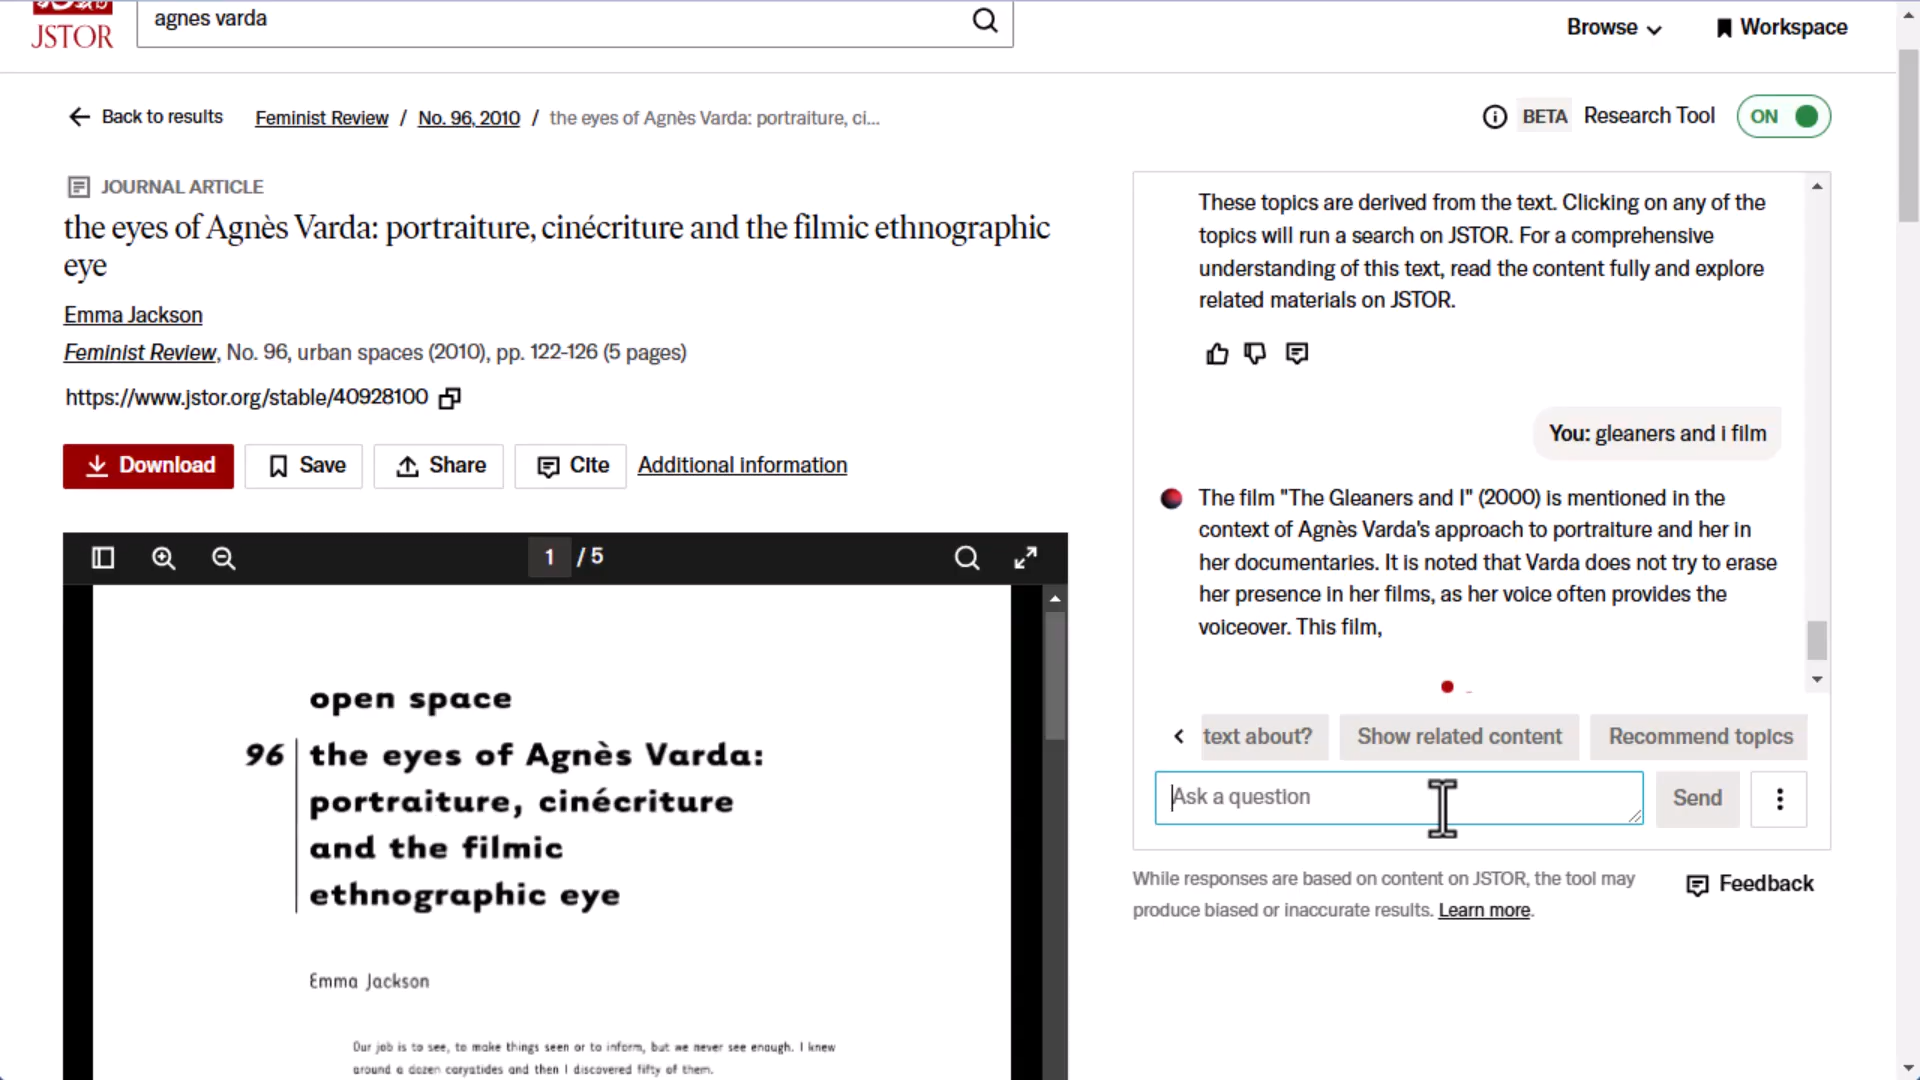 JSTOR
agnes varda
Browse
Workspace
Back to results
Feminist Review / No. 96, 2010 / the eyes of Agnès Varda: portraiture, ci...
BETA Research Tool ON
JOURNAL ARTICLE
the eyes of Agnès Varda: portraiture, cinécriture and the filmic ethnographic
eye
Emma Jackson
Feminist Review, No. 96, urban spaces (2010), pp. 122-126 (5 pages)
https://www.jstor.org/stable/40928100
Download
Save
Share
Cite
Additional information
1 / 5
open space
96
the eyes of Agnès Varda:
portraiture, cinécriture
and the filmic
ethnographic eye
Emma Jackson
Our job is to see, to make things seen or to inform, but we never see enough. I knew
around a dozen caryatides and then I discovered fifty of them.
These topics are derived from the text. Clicking on any of the
topics will run a search on JSTOR. For a comprehensive
understanding of this text, read the content fully and explore
related materials on JSTOR.
You: gleaners and i film
The film "The Gleaners and I" (2000) is mentioned in the
context of Agnès Varda's approach to portraiture and her in
her documentaries. It is noted that Varda does not try to erase
her presence in her films, as her voice often provides the
voiceover. This film,
text about?
Show related content
Recommend topics
Ask a question
Send
While responses are based on content on JSTOR, the tool may
produce biased or inaccurate results. Learn more.
Feedback